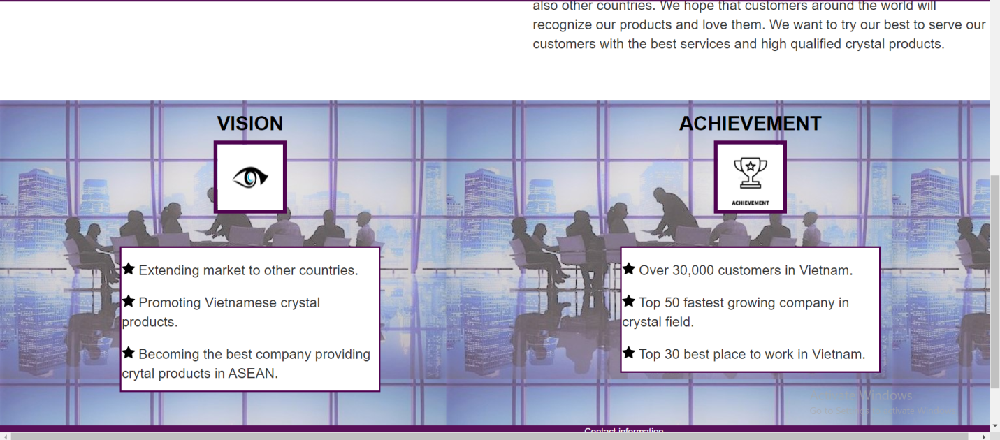 also other countries. We hope that customers around the world will
recognize our products and love them. We want to try our best to serve our
customers with the best services and high qualified crystal products.
VISION
Extending market to other countries.
Promoting Vietnamese crystal
products.
Becoming the best company providing
crytal products in ASEAN.
ACHIEVEMENT
ACHIEVEMENT
Over 30,000 customers in Vietnam.
Top 50 fastest growing company in
crystal field.
Top 30 best place to work in Vietnam.
Activate Windows
Go to Settings to activate Windows.
Contact information